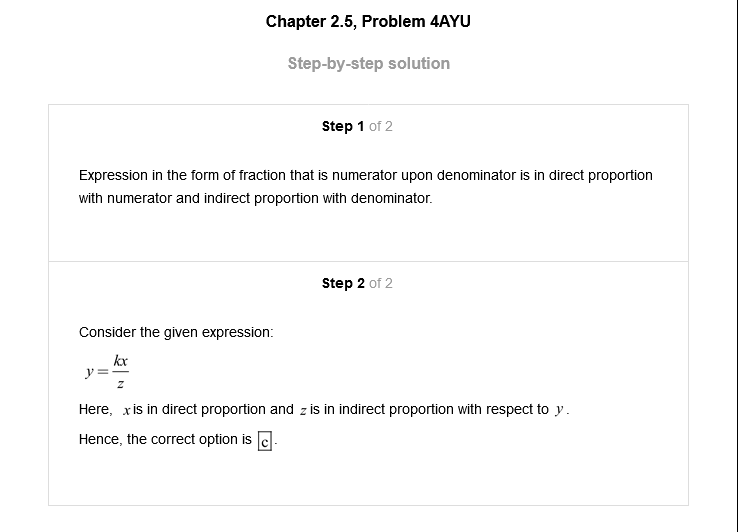 Chapter 2.5, Problem 4AYU
Step-by-step solution
Step 1 of 2
Expression in the form of fraction that is numerator upon denominator is in direct proportion
with numerator and indirect proportion with denominator.
Step 2 of 2
Consider the given expression:
y = kx/z
Here, x is in direct proportion and z is in indirect proportion with respect to y .
Hence, the correct option is c .